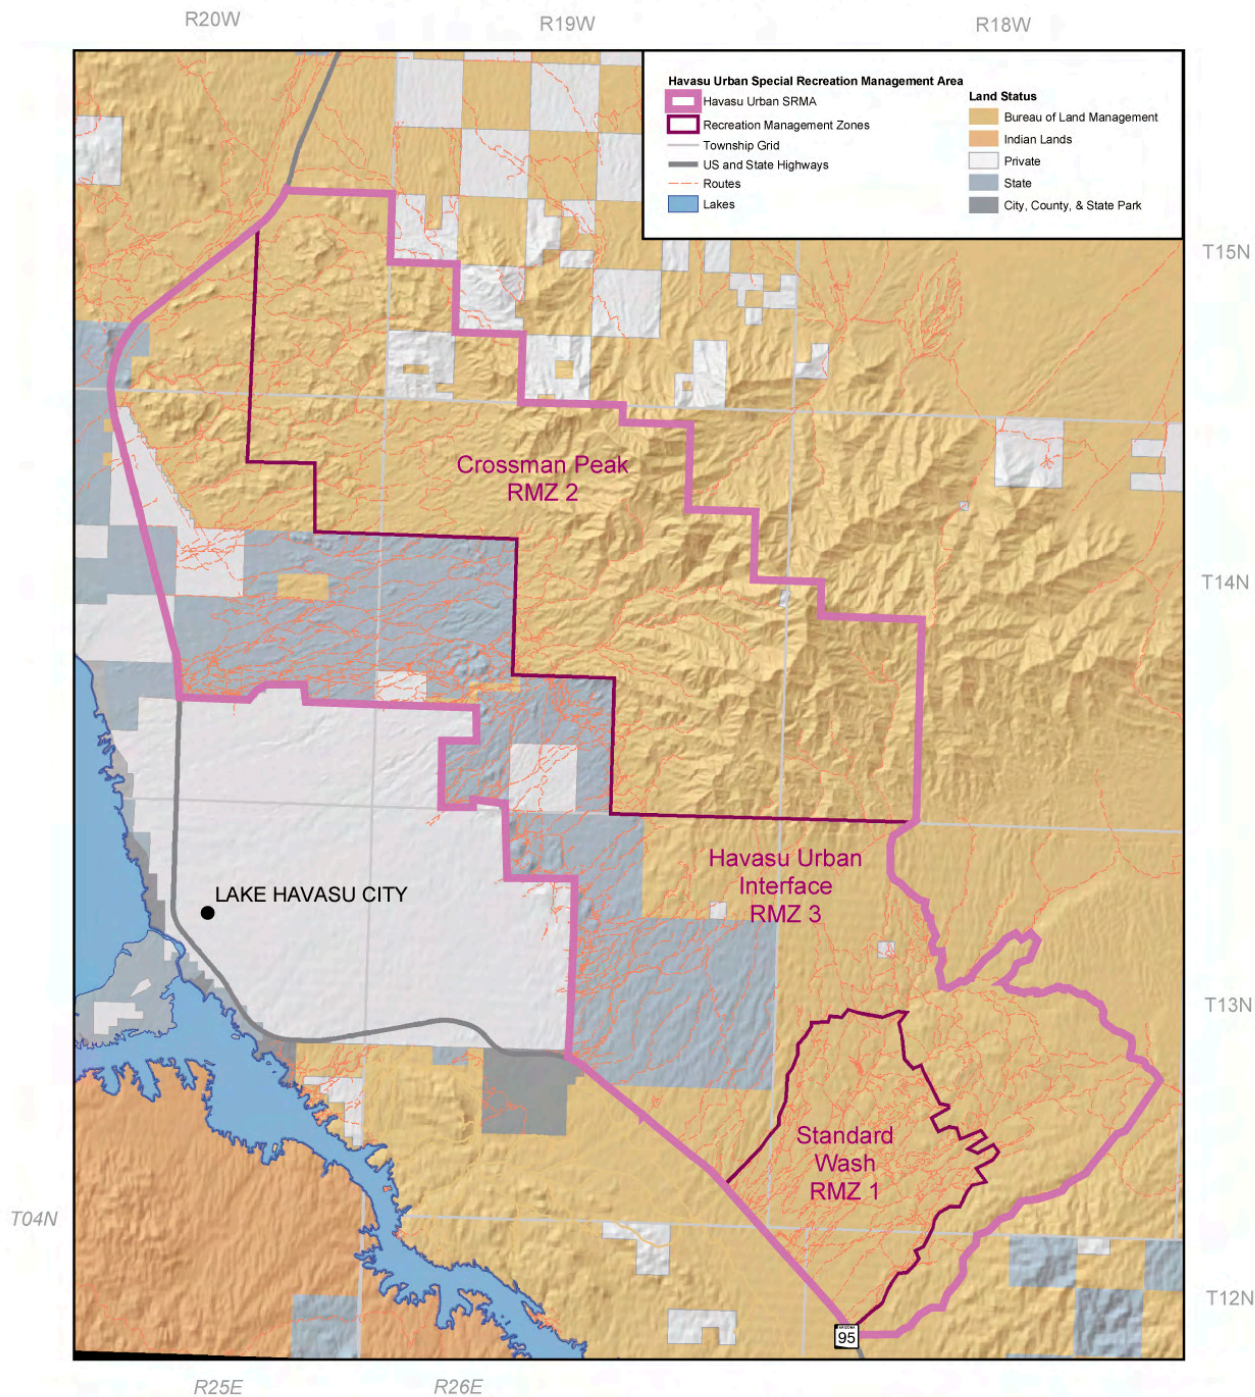 R20W
R19W
R18W
Havasu Urban Special Recreation Management Area
Havasu Urban SRMA
Recreation Management Zones
Township Grid
US and State Highways
Routes
Lakes
Land Status
Bureau of Land Management
Indian Lands
Private
State
City, County, & State Park
T15N
Crossman Peak
RMZ 2
T14N
Havasu Urban
Interface
RMZ 3
LAKE HAVASU CITY
T13N
Standard
Wash
RMZ 1
T04N
T12N
ARIZONA
95
R25E
R26E